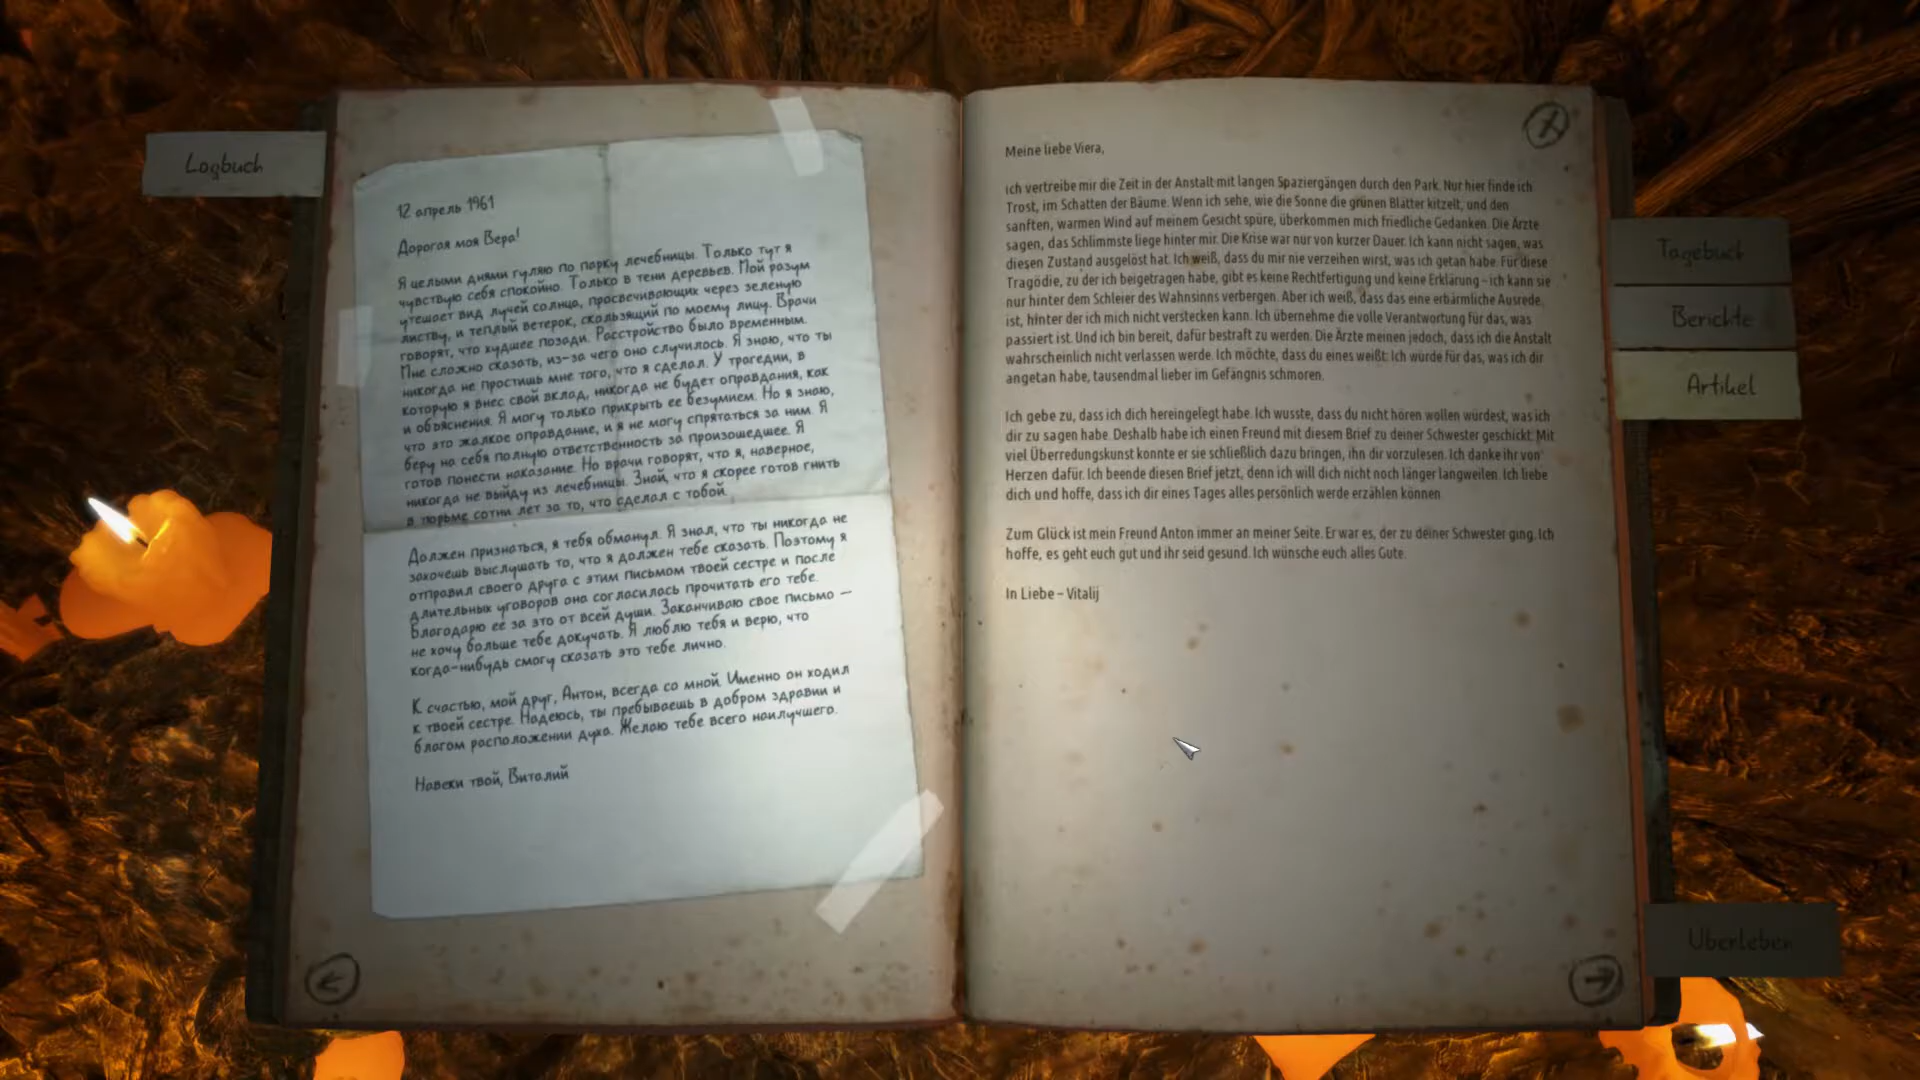 Logbuch
12 апрель 1961
Дорогая моя Вера!
Я целыми днями гуляю по парку лечебницы. Только тут я
чувствую себя спокойно. Только в тени деревьев. Мой разум
утешает вид лучей солнца, просвечивающих через зеленую
листву, и теплый ветерок, скользящий по моему лицу. Врачи
говорят, что худшее позади. Расстройство было временным.
Мне сложно сказать, из-за чего оно случилось. Я знаю, что ты
никогда не простишь мне того, что я сделал. У трагедии, в
которую я внес свой вклад, никогда не будет оправдания, как
и объяснения. Я могу только прикрыть ее безумием. Но я знаю,
что это жалкое оправдание, и я не могу спрятаться за ним. Я
беру на себя полную ответственность за произошедшее. Я
готов понести наказание. Но врачи говорят, что я, наверное,
никогда не выйду из лечебницы. Знай, что я скорее готов гнить
в тюрьме сотни лет за то, что сделал с тобой.
Должен признаться, я тебя обманул. Я знал, что ты никогда не
захочешь выслушать то, что я должен тебе сказать. Поэтому я
отправил своего друга с этим письмом твоей сестре и после
длительных уговоров она согласилась прочитать его тебе.
Благодарю ее за это от всей души. Заканчиваю свое письмо —
не хочу больше тебе докучать. Я люблю тебя и верю, что
когда-нибудь смогу сказать это тебе лично.
К счастью, мой друг, Антон, всегда со мной. Именно он ходил
к твоей сестре. Надеюсь, ты пребываешь в добром здравии и
благом расположении духа. Желаю тебе всего наилучшего.
Навеки твой, Виталий
Meine liebe Viera,
ich vertreibe mir die Zeit in der Anstalt mit langen Spaziergängen durch den Park. Nur hier finde ich
Trost, im Schatten der Bäume. Wenn ich sehe, wie die Sonne die grünen Blätter kitzelt, und den
sanften, warmen Wind auf meinem Gesicht spüre, überkommen mich friedliche Gedanken. Die Ärzte
sagen, das Schlimmste liege hinter mir. Die Krise war nur von kurzer Dauer. Ich kann nicht sagen, was
diesen Zustand ausgelöst hat. Ich weiß, dass du mir nie verzeihen wirst, was ich getan habe. Für diese
Tragödie, zu der ich beigetragen habe, gibt es keine Rechtfertigung und keine Erklärung – ich kann sie
nur hinter dem Schleier des Wahnsinns verbergen. Aber ich weiß, dass das eine erbärmliche Ausrede
ist, hinter der ich mich nicht verstecken kann. Ich übernehme die volle Verantwortung für das, was
passiert ist. Und ich bin bereit, dafür bestraft zu werden. Die Ärzte meinen jedoch, dass ich die Anstalt
wahrscheinlich nicht verlassen werde. Ich möchte, dass du eines weißt: Ich würde für das, was ich dir
angetan habe, tausendmal lieber im Gefängnis schmoren.
Ich gebe zu, dass ich dich hereingelegt habe. Ich wusste, dass du nicht hören wollen würdest, was ich
dir zu sagen habe. Deshalb habe ich einen Freund mit diesem Brief zu deiner Schwester geschickt. Mit
viel Überredungskunst konnte er sie schließlich dazu bringen, ihn dir vorzulesen. Ich danke ihr von
Herzen dafür. Ich beende diesen Brief jetzt, denn ich will dich nicht noch länger langweilen. Ich liebe
dich und hoffe, dass ich dir eines Tages alles persönlich werde erzählen können.
Zum Glück ist mein Freund Anton immer an meiner Seite. Er war es, der zu deiner Schwester ging. Ich
hoffe, es geht euch gut und ihr seid gesund. Ich wünsche euch alles Gute.
In Liebe – Vitalij
Tagebuch
Berichte
Artikel
Überleben